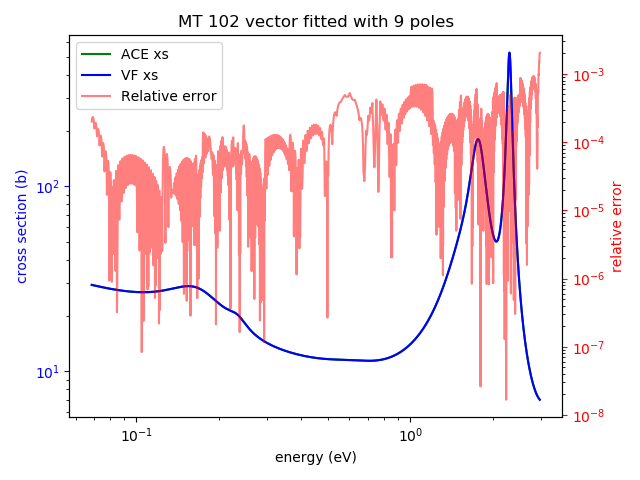 MT 102 vector fitted with 9 poles
ACE xs
VF xs
Relative error
cross section (b)
10²
10¹
relative error
10⁻³
10⁻⁴
10⁻⁵
10⁻⁶
10⁻⁷
10⁻⁸
10⁻¹
10⁰
energy (eV)